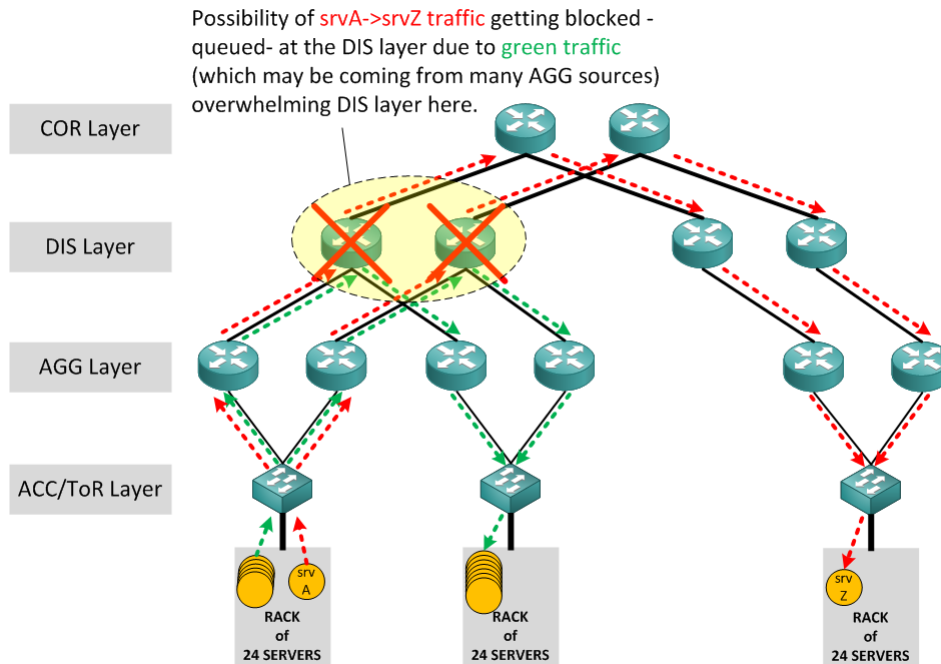 Possibility of srvA->srvZ traffic getting blocked -
queued- at the DIS layer due to green traffic
(which may be coming from many AGG sources)
overwhelming DIS layer here.
COR Layer
DIS Layer
AGG Layer
ACC/ToR Layer
srv
A
srv
Z
RACK
of
24 SERVERS
RACK
of
24 SERVERS
RACK
of
24 SERVERS